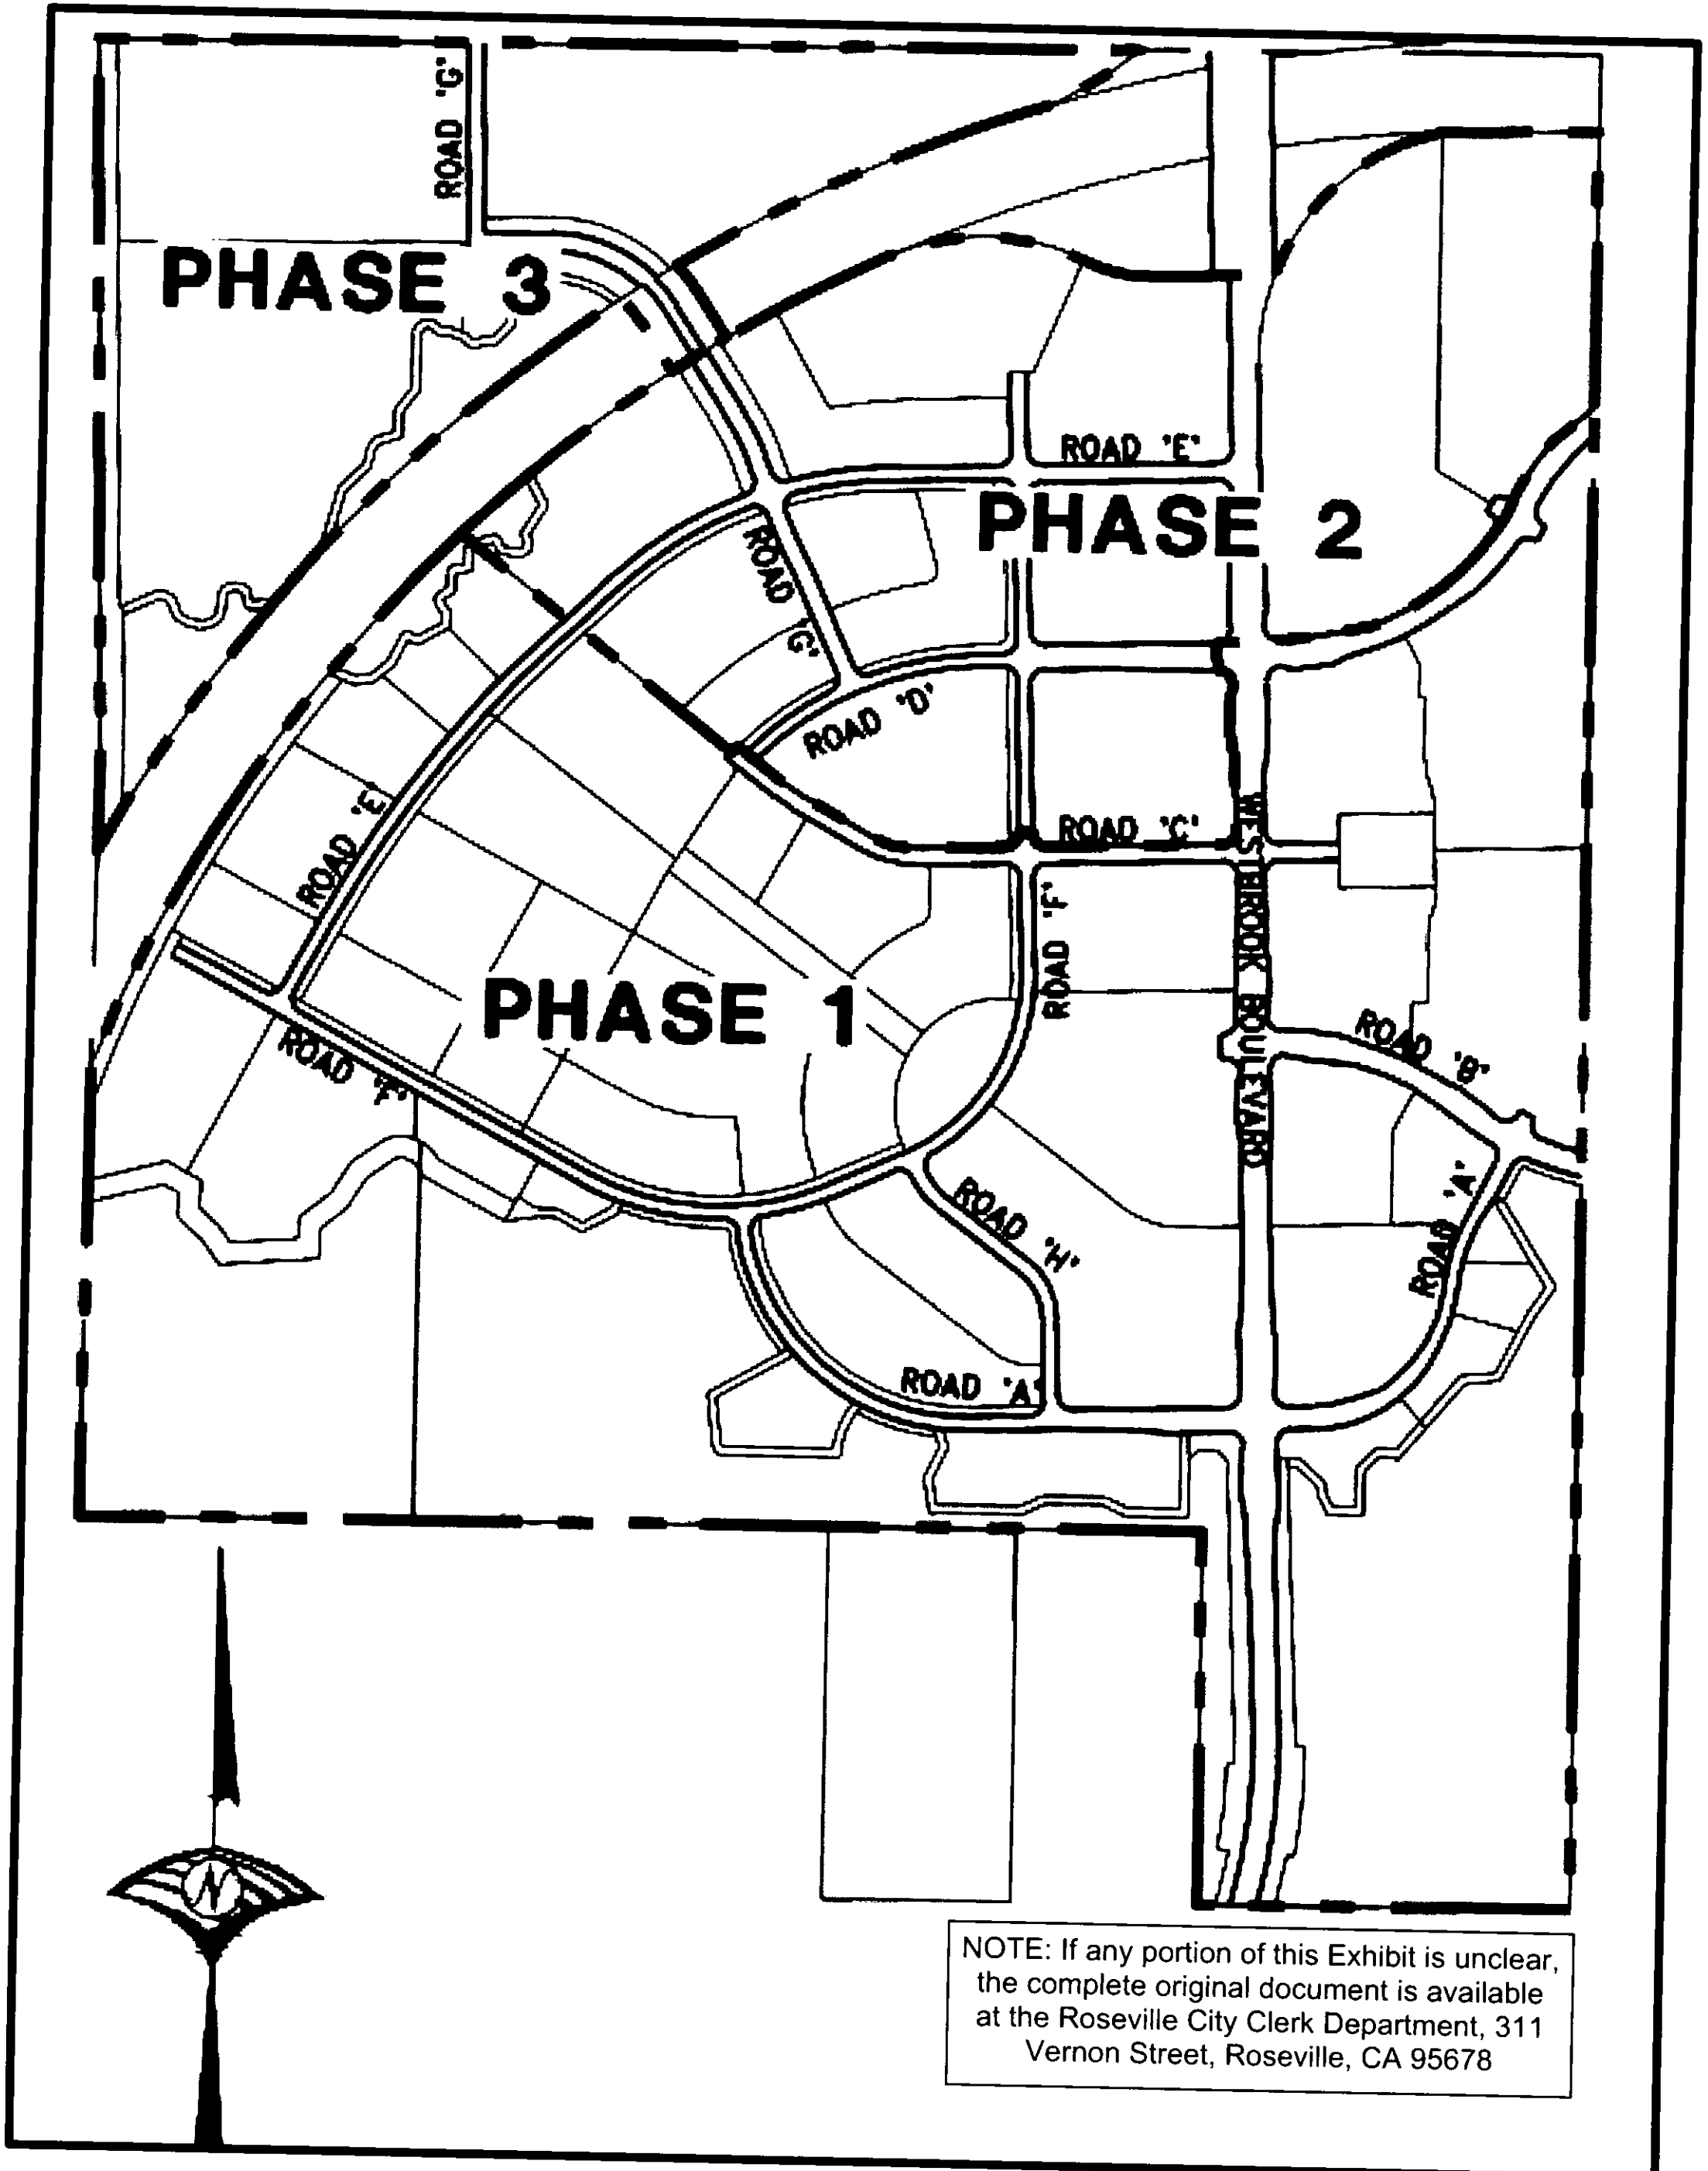 ROAD 'G'
PHASE 3
ROAD 'E'
PHASE 2
ROAD 'G'
ROAD 'D'
ROAD 'E'
ROAD 'C'
WESTBROOK BOULEVARD
ROAD 'F'
PHASE 1
ROAD 'F'
ROAD 'B'
ROAD 'A'
ROAD 'H'
ROAD 'A'
N
NOTE: If any portion of this Exhibit is unclear,
the complete original document is available
at the Roseville City Clerk Department, 311
Vernon Street, Roseville, CA 95678